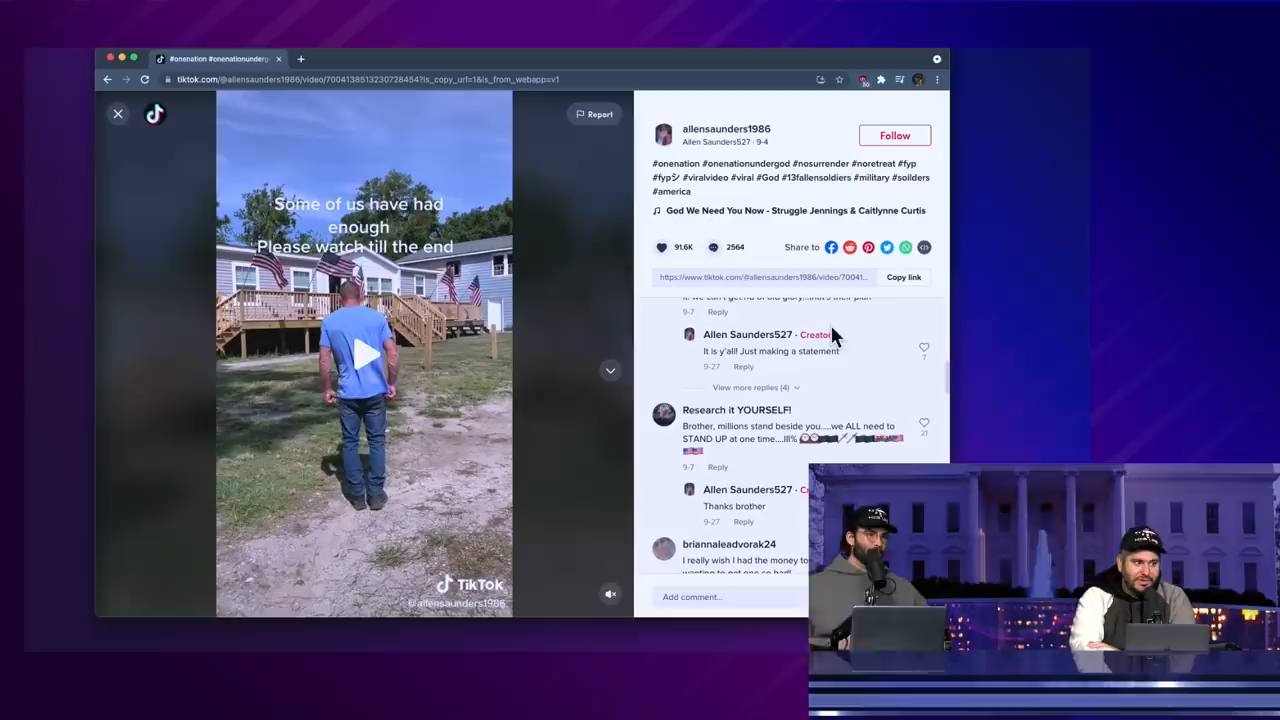 #onenation #onenationunderg
tiktok.com/@allensaunders1986/video/7004138513230728454?is_copy_url=1&is_from_webapp=v1
Report
Some of us have had
enough
Please watch till the end
TikTok
@allensaunders1986
allensaunders1986
Allen Saunders527 · 9-4
Follow
#onenation #onenationundergod #nosurrender #noretreat #fyp
#fypシ #viralvideo #viral #God #13fallensoldiers #military #soilders
#america
God We Need You Now - Struggle Jennings & Caitlynne Curtis
91.6K
2564
Share to
https://www.tiktok.com/@allensaunders1986/video/70041...
Copy link
9-7 Reply
Allen Saunders527 · Creator
It is y'all! Just making a statement
7
9-27 Reply
View more replies (4)
Research it YOURSELF!
Brother, millions stand beside you.....we ALL need to
STAND UP at one time....III%
21
9-7 Reply
Allen Saunders527 ·
Thanks brother
9-27 Reply
briannaleadvorak24
I really wish I had the money to
Add comment...